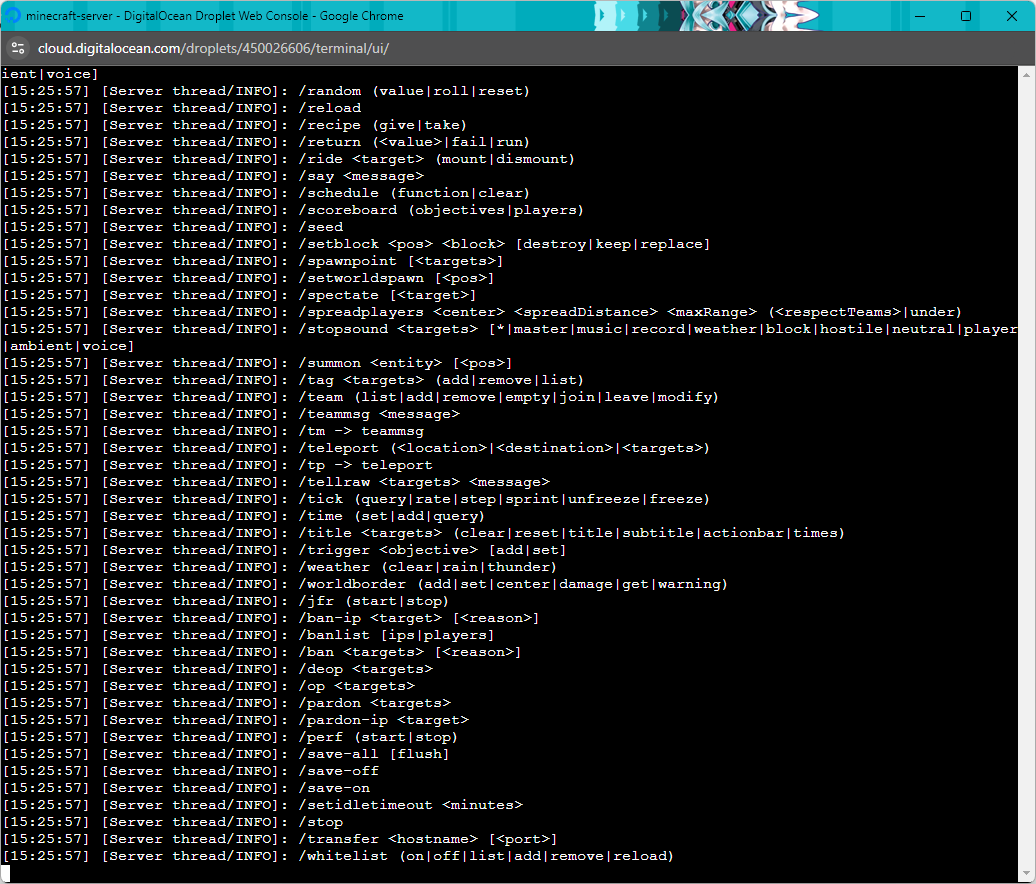 minecraft-server - DigitalOcean Droplet Web Console - Google Chrome
cloud.digitalocean.com/droplets/450026606/terminal/ui/
ient|voice]
[15:25:57] [Server thread/INFO]: /random (value|roll|reset)
[15:25:57] [Server thread/INFO]: /reload
[15:25:57] [Server thread/INFO]: /recipe (give|take)
[15:25:57] [Server thread/INFO]: /return (<value>|fail|run)
[15:25:57] [Server thread/INFO]: /ride <target> (mount|dismount)
[15:25:57] [Server thread/INFO]: /say <message>
[15:25:57] [Server thread/INFO]: /schedule (function|clear)
[15:25:57] [Server thread/INFO]: /scoreboard (objectives|players)
[15:25:57] [Server thread/INFO]: /seed
[15:25:57] [Server thread/INFO]: /setblock <pos> <block> [destroy|keep|replace]
[15:25:57] [Server thread/INFO]: /spawnpoint [<targets>]
[15:25:57] [Server thread/INFO]: /setworldspawn [<pos>]
[15:25:57] [Server thread/INFO]: /spectate [<target>]
[15:25:57] [Server thread/INFO]: /spreadplayers <center> <spreadDistance> <maxRange> (<respectTeams>|under)
[15:25:57] [Server thread/INFO]: /stopsound <targets> [*|master|music|record|weather|block|hostile|neutral|player
|ambient|voice]
[15:25:57] [Server thread/INFO]: /summon <entity> [<pos>]
[15:25:57] [Server thread/INFO]: /tag <targets> (add|remove|list)
[15:25:57] [Server thread/INFO]: /team (list|add|remove|empty|join|leave|modify)
[15:25:57] [Server thread/INFO]: /teammsg <message>
[15:25:57] [Server thread/INFO]: /tm -> teammsg
[15:25:57] [Server thread/INFO]: /teleport (<location>|<destination>|<targets>)
[15:25:57] [Server thread/INFO]: /tp -> teleport
[15:25:57] [Server thread/INFO]: /tellraw <targets> <message>
[15:25:57] [Server thread/INFO]: /tick (query|rate|step|sprint|unfreeze|freeze)
[15:25:57] [Server thread/INFO]: /time (set|add|query)
[15:25:57] [Server thread/INFO]: /title <targets> (clear|reset|title|subtitle|actionbar|times)
[15:25:57] [Server thread/INFO]: /trigger <objective> [add|set]
[15:25:57] [Server thread/INFO]: /weather (clear|rain|thunder)
[15:25:57] [Server thread/INFO]: /worldborder (add|set|center|damage|get|warning)
[15:25:57] [Server thread/INFO]: /jfr (start|stop)
[15:25:57] [Server thread/INFO]: /ban-ip <target> [<reason>]
[15:25:57] [Server thread/INFO]: /banlist [ips|players]
[15:25:57] [Server thread/INFO]: /ban <targets> [<reason>]
[15:25:57] [Server thread/INFO]: /deop <targets>
[15:25:57] [Server thread/INFO]: /op <targets>
[15:25:57] [Server thread/INFO]: /pardon <targets>
[15:25:57] [Server thread/INFO]: /pardon-ip <target>
[15:25:57] [Server thread/INFO]: /perf (start|stop)
[15:25:57] [Server thread/INFO]: /save-all [flush]
[15:25:57] [Server thread/INFO]: /save-off
[15:25:57] [Server thread/INFO]: /save-on
[15:25:57] [Server thread/INFO]: /setidletimeout <minutes>
[15:25:57] [Server thread/INFO]: /stop
[15:25:57] [Server thread/INFO]: /transfer <hostname> [<port>]
[15:25:57] [Server thread/INFO]: /whitelist (on|off|list|add|remove|reload)